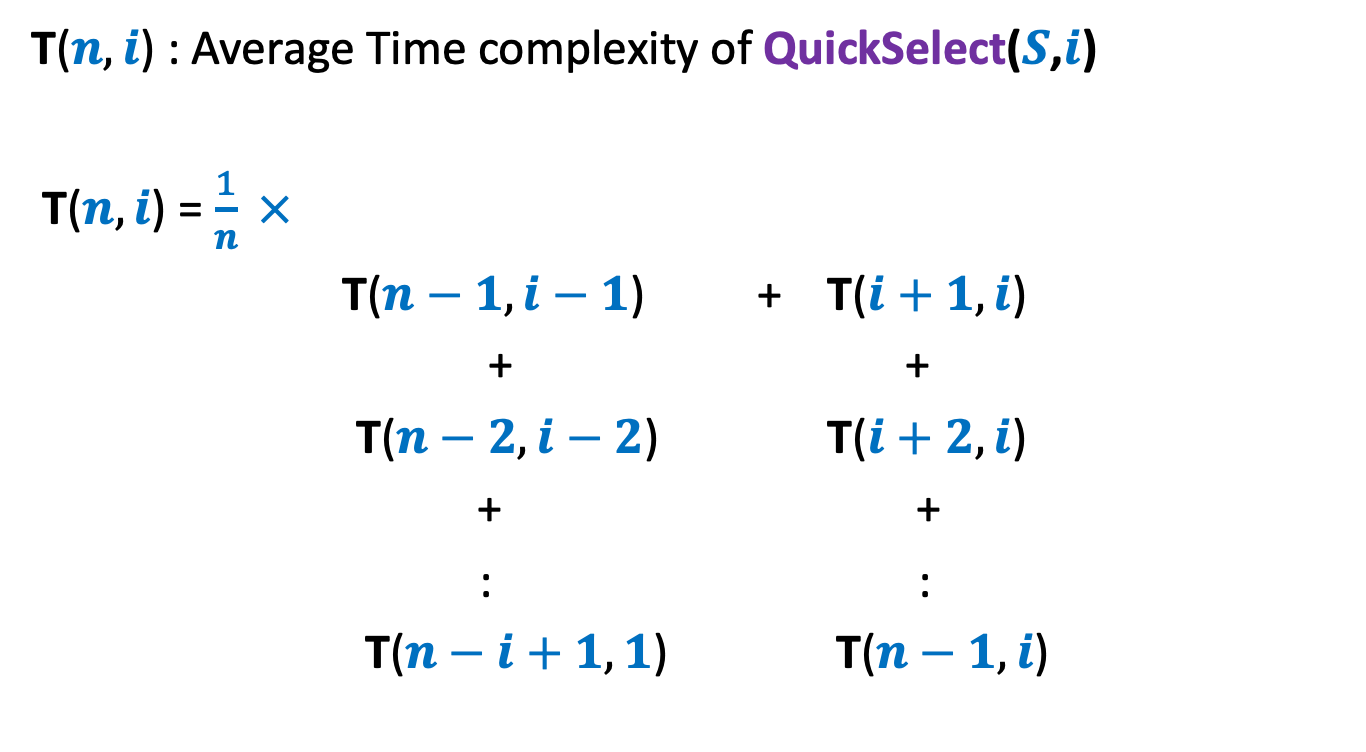 T(n, i) : Average Time complexity of QuickSelect(S,i)
T(n, i) = 1/n ×
T(n − 1, i − 1) + T(i + 1, i)
+ +
T(n − 2, i − 2) T(i + 2, i)
+ +
: :
T(n − i + 1, 1) T(n − 1, i)